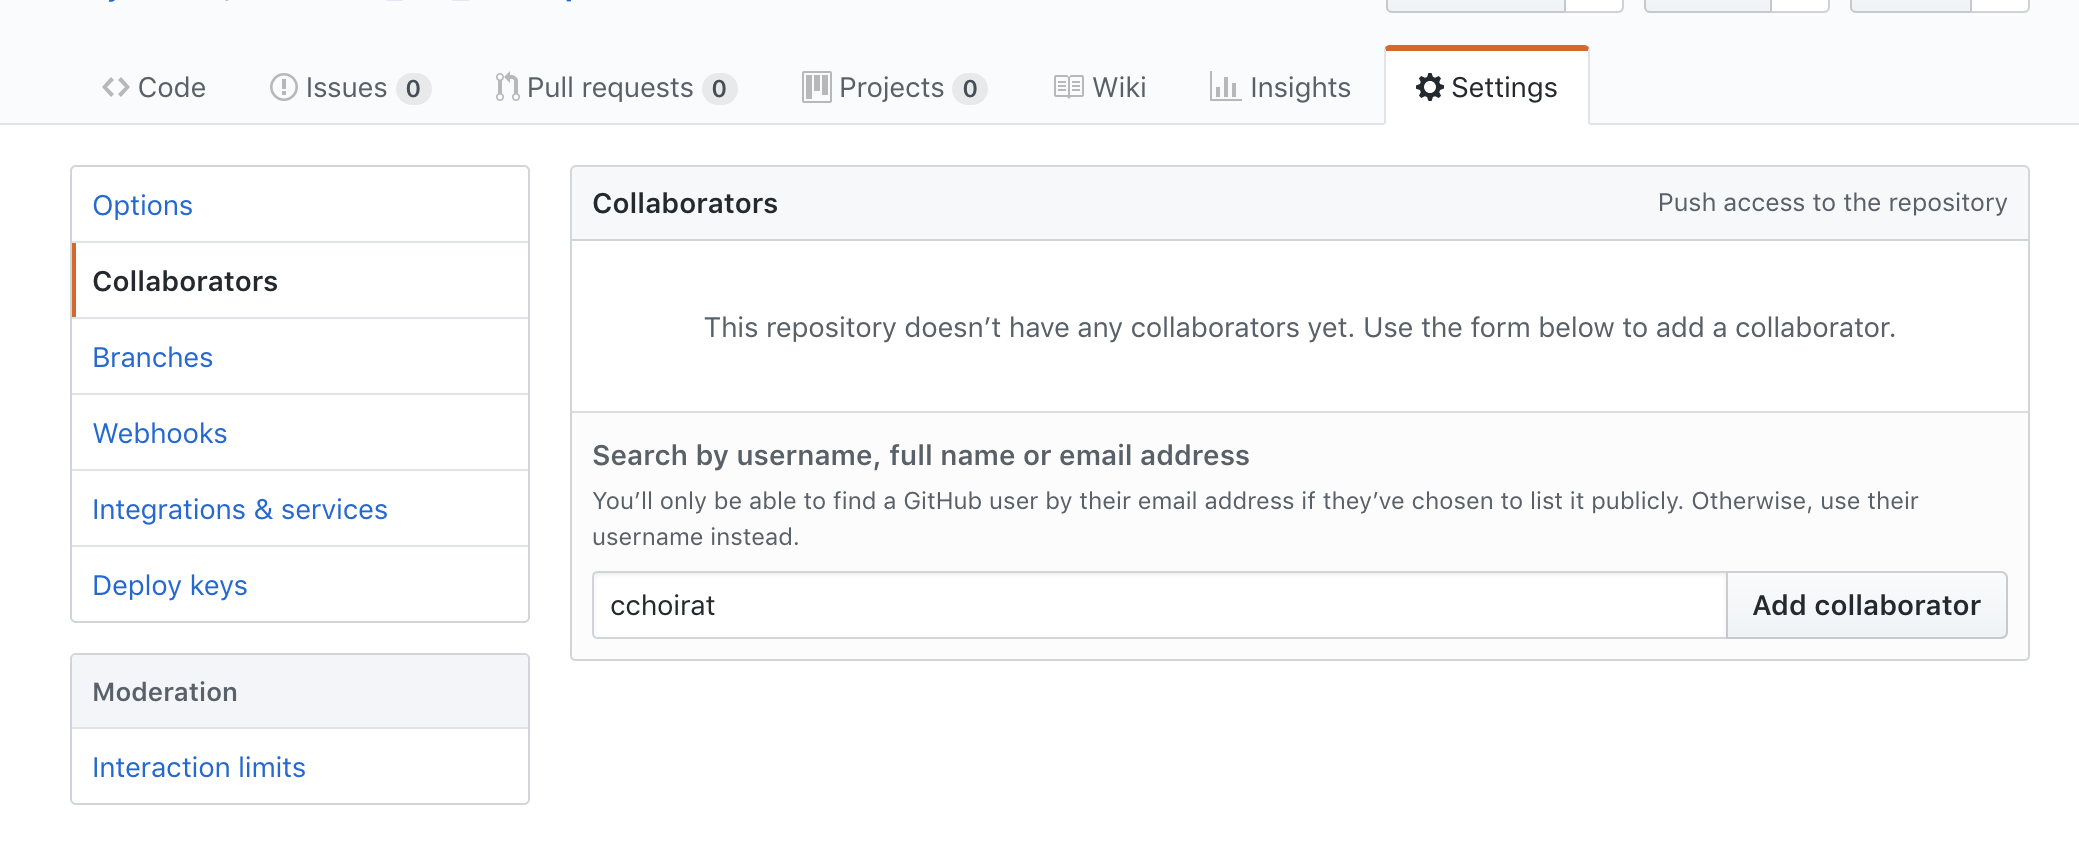 Code Issues 0 Pull requests 0 Projects 0 Wiki Insights Settings
Options
Collaborators
Branches
Webhooks
Integrations & services
Deploy keys
Moderation
Interaction limits
Collaborators Push access to the repository
This repository doesn’t have any collaborators yet. Use the form below to add a collaborator.
Search by username, full name or email address
You’ll only be able to find a GitHub user by their email address if they’ve chosen to list it publicly. Otherwise, use their
username instead.
cchoirat Add collaborator